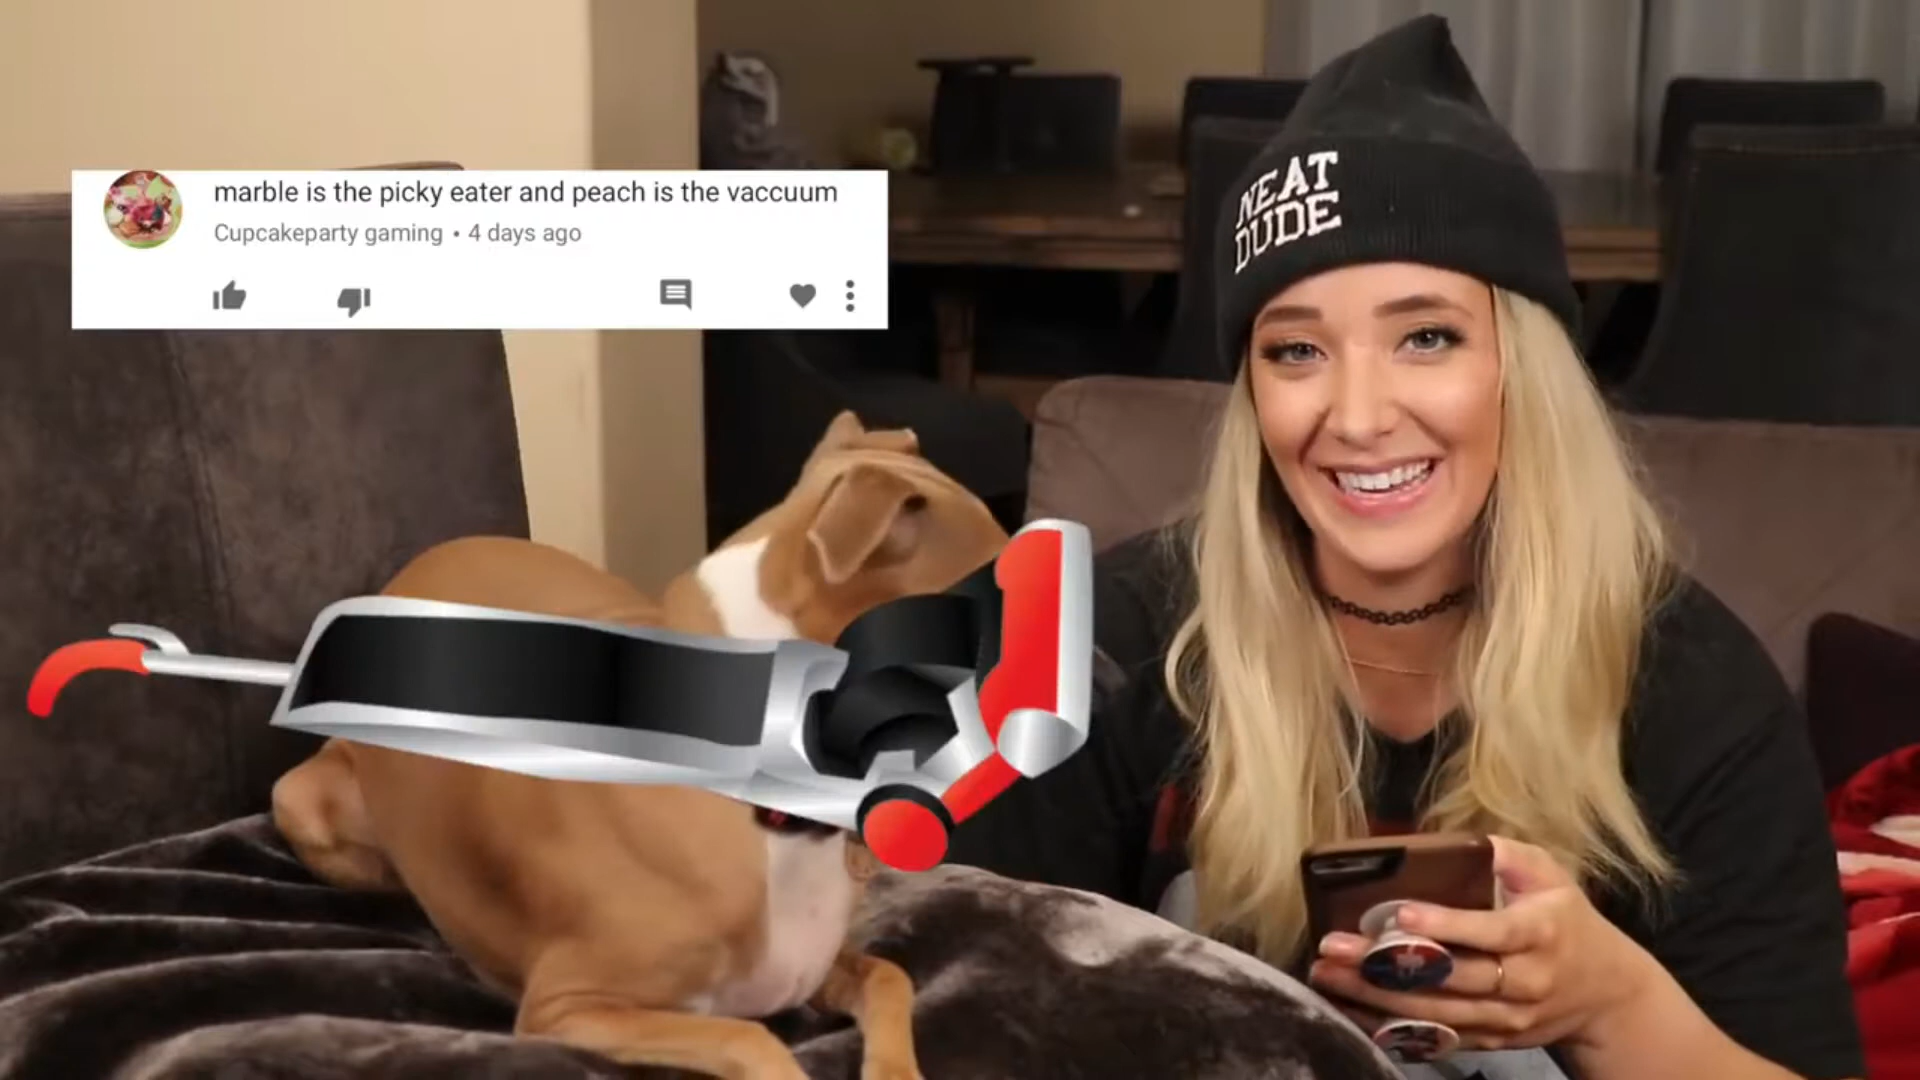 marble is the picky eater and peach is the vaccuum
Cupcakeparty gaming • 4 days ago
NEAT
DUDE